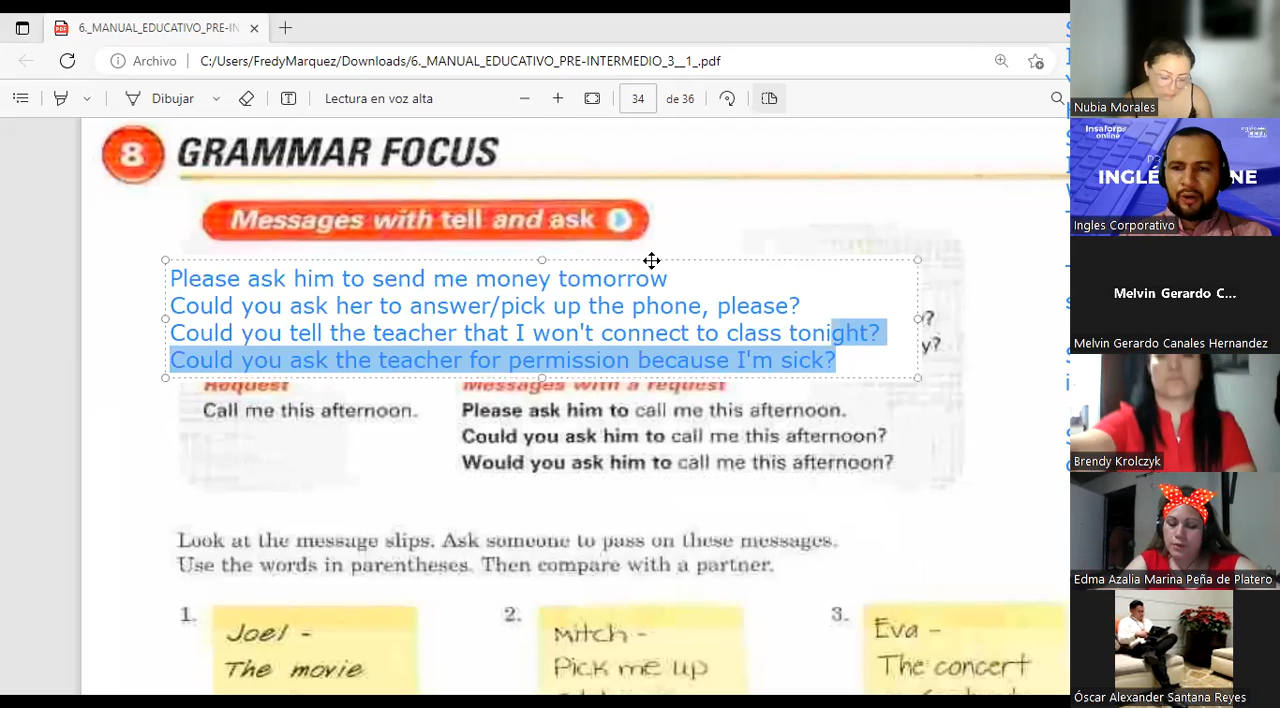 6._MANUAL_EDUCATIVO_PRE-IN
Archivo
C:/Users/FredyMarquez/Downloads/6._MANUAL_EDUCATIVO_PRE-INTERMEDIO_3__1_.pdf
Dibujar
Lectura en voz alta
34
de 36
8 GRAMMAR FOCUS
Messages with tell and ask
Please ask him to send me money tomorrow
Could you ask her to answer/pick up the phone, please?
Could you tell the teacher that I won't connect to class tonight?
y?
Could you ask the teacher for permission because I'm sick?
Request
Messages with a request
Call me this afternoon.
Please ask him to call me this afternoon.
Could you ask him to call me this afternoon?
Would you ask him to call me this afternoon?
Look at the message slips. Ask someone to pass on these messages.
Use the words in parentheses. Then compare with a partner.
1.
Joel -
The movie
2.
Mitch -
Pick me up
3.
Eva -
The concert
Nubia Morales
Insaforp
online
INGLÉ
NE
Ingles Corporativo
Melvin Gerardo C...
Melvin Gerardo Canales Hernandez
Brendy Krolczyk
Edma Azalia Marina Peña de Platero
Óscar Alexander Santana Reyes